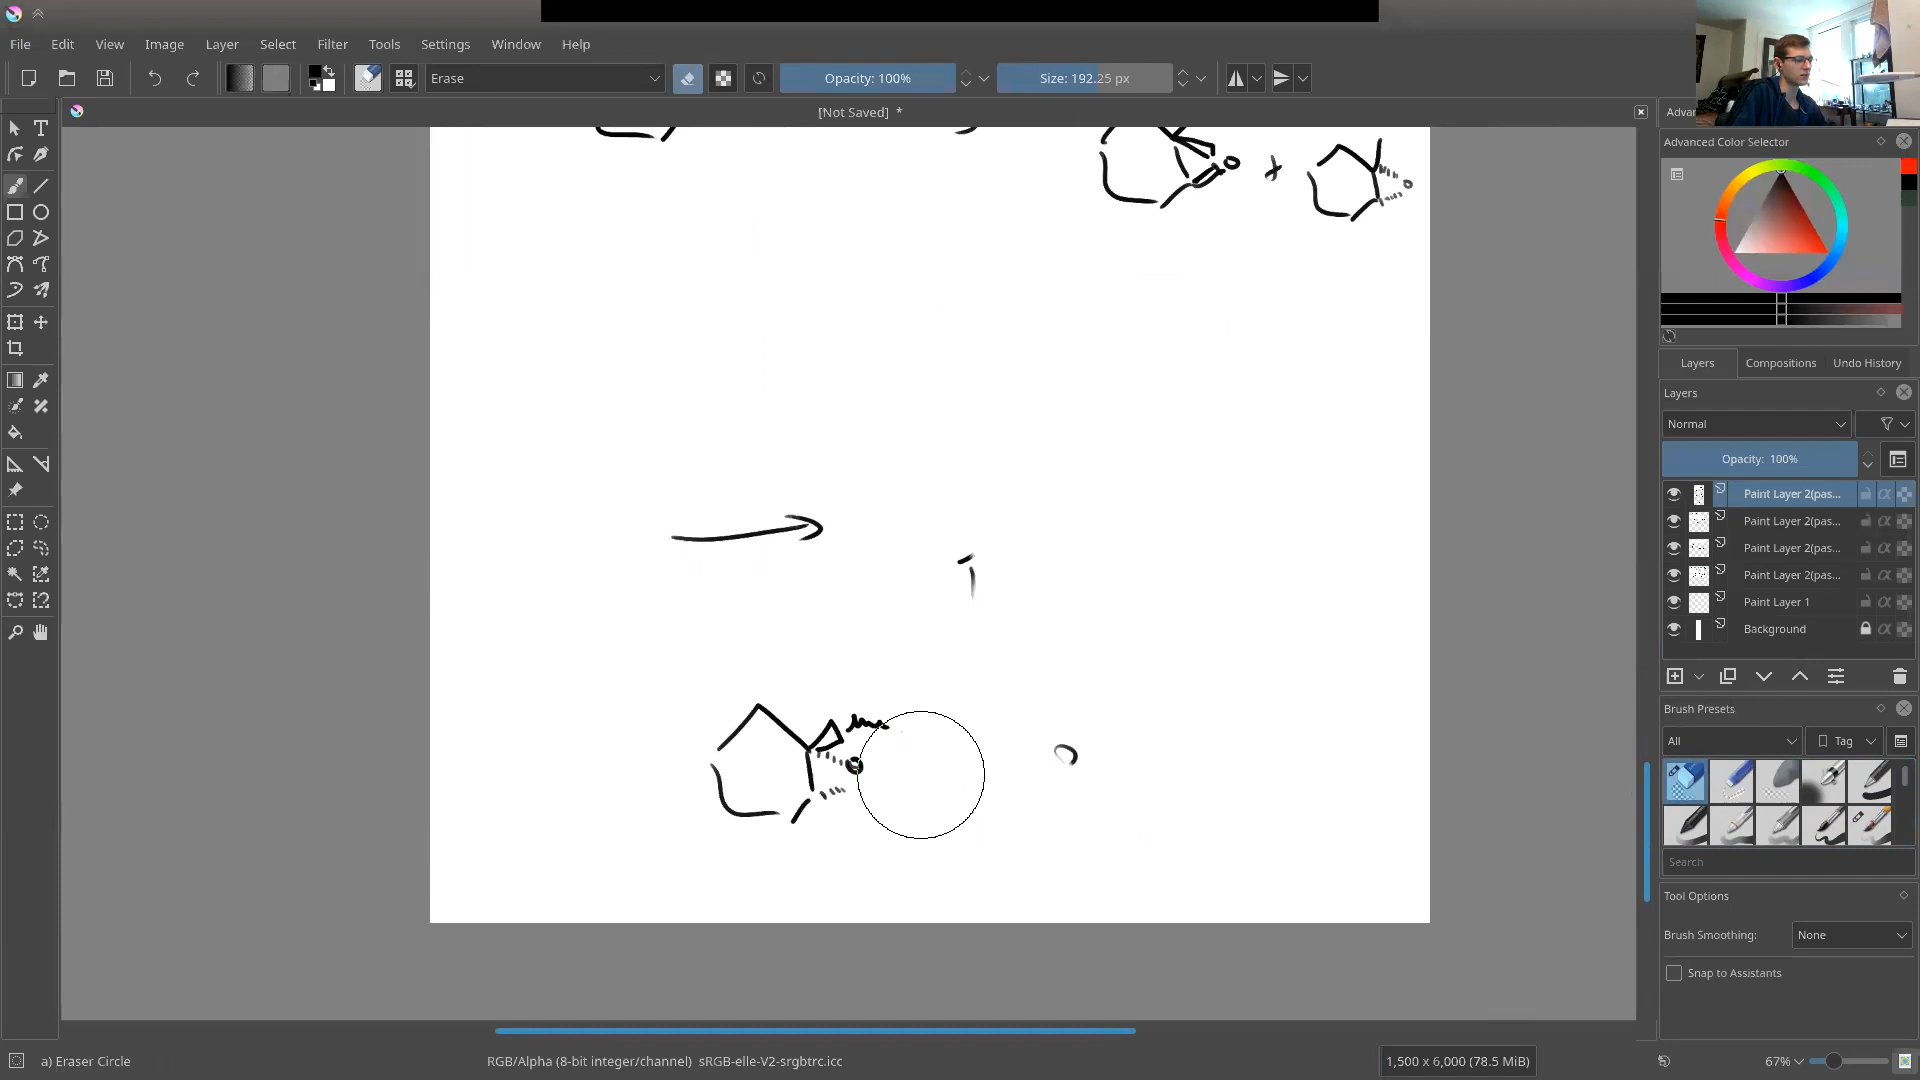 File Edit View Image Layer Select Filter Tools Settings Window Help
Erase
Opacity: 100%
Size: 192.25 px
[Not Saved] *
Advanced Color Selector
O +
O
Layers Compositions Undo History
Layers
Normal
Opacity: 100%
Paint Layer 2(pas...
Paint Layer 2(pas...
Paint Layer 2(pas...
Paint Layer 2(pas...
Paint Layer 1
Background
Brush Presets
All
Tag
Search
Tool Options
Brush Smoothing: None
Snap to Assistants
a) Eraser Circle
RGB/Alpha (8-bit integer/channel) sRGB-elle-V2-srgbtrc.icc
1,500 x 6,000 (78.5 MiB)
67%